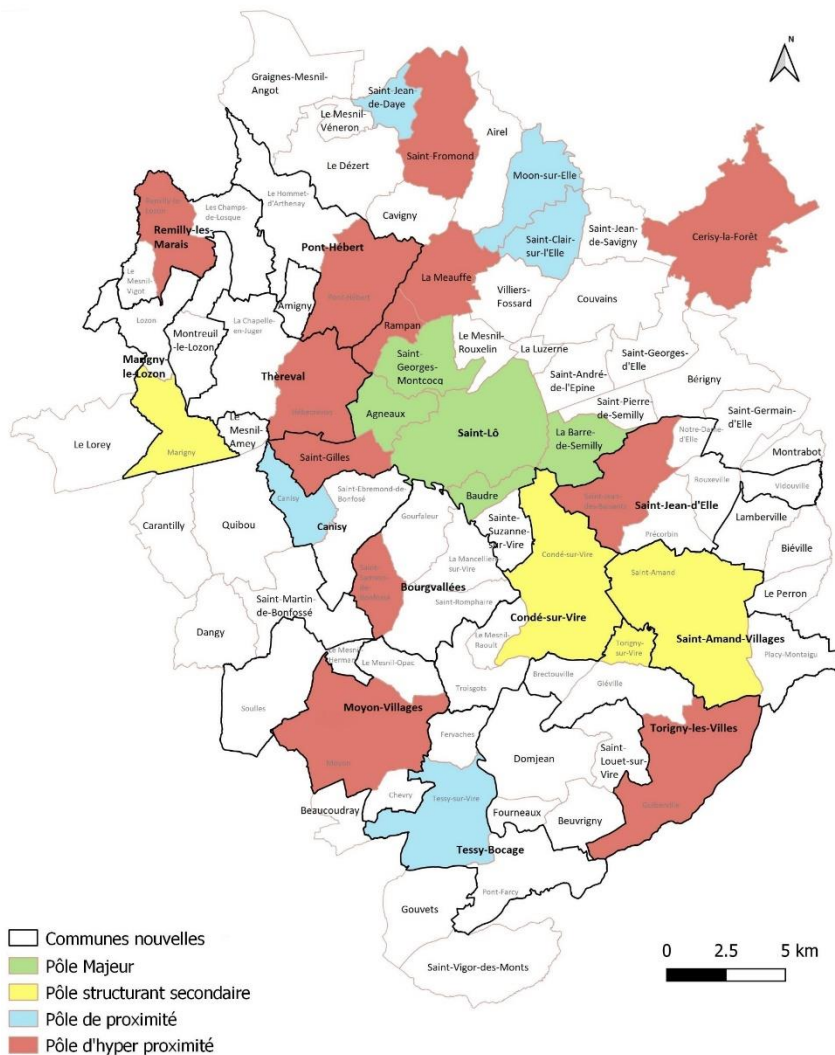 N
Graignes-Mesnil-
Angot
Saint-Jean-
de-Daye
Le Mesnil-
Véneron
Airel
Le Dézert
Saint-Fromond
Moon-sur-Elle
Le Hommet-
d'Arthenay
Les Champs-
de-Losque
Remilly-les-
Marais
Cavigny
Saint-Clair-
sur-l'Elle
Saint-Jean-
de-Savigny
Cerisy-la-Forêt
Pont-Hébert
La Meauffe
Le
Mesnil-
Vigot
Villiers-
Fossard
Couvains
Amigny
Pont-Hébert
Lozon
Montreuil
-le-Lozon
La Chapelle-
en-Juger
Rampan
Le Mesnil-
Rouxelin
La Luzerne
Saint-Georges-
d'Elle
Marigny
-le-Lozon
Thèreval
Saint-
Georges-
Montcocq
Saint-André-
de-l'Epine
Bérigny
Agneaux
Saint-Pierre-
de-Semilly
Le
Mesnil-
Amey
Saint-Lô
La Barre-
de-Semilly
Saint-Germain-
d'Elle
Le Lorey
Marigny
Saint-Gilles
Notre-Dame-
d'Elle
Montrabot
Rouxeville
Vidouville
Canisy
Saint-Ebremond-de-
Bonfossé
Baudre
Saint-Jean-d'Elle
Carantilly
Quibou
Canisy
Gourfaleur
Sainte-
Suzanne-
sur-Vire
Lamberville
Condé-sur-Vire
Précorbin
Biéville
La Mancellière-
sur-Vire
Saint-Amand
Bourgvallées
Le Perron
Saint-Martin-
de-Bonfossé
Saint-Romphaire
Condé-sur-Vire
Dangy
Le Mesnil-
Raoult
Torigny-
sur-Vire
Saint-Amand-Villages
Placy-Montaigu
Le Mesnil-
Herman
Le Mesnil-Opac
Troisgots
Brectouville
Giéville
Soulles
Moyon-Villages
Torigny-les-Villes
Fervaches
Domjean
Saint-
Louet-sur-
Vire
Moyon
Chevry
Tessy-sur-Vire
Guilberville
Beaucoudray
Fourneaux
Beuvrigny
Tessy-Bocage
Pont-Farcy
Gouvets
Saint-Vigor-des-Monts
Communes nouvelles
Pôle Majeur
Pôle structurant secondaire
Pôle de proximité
Pôle d'hyper proximité
0 2.5 5 km